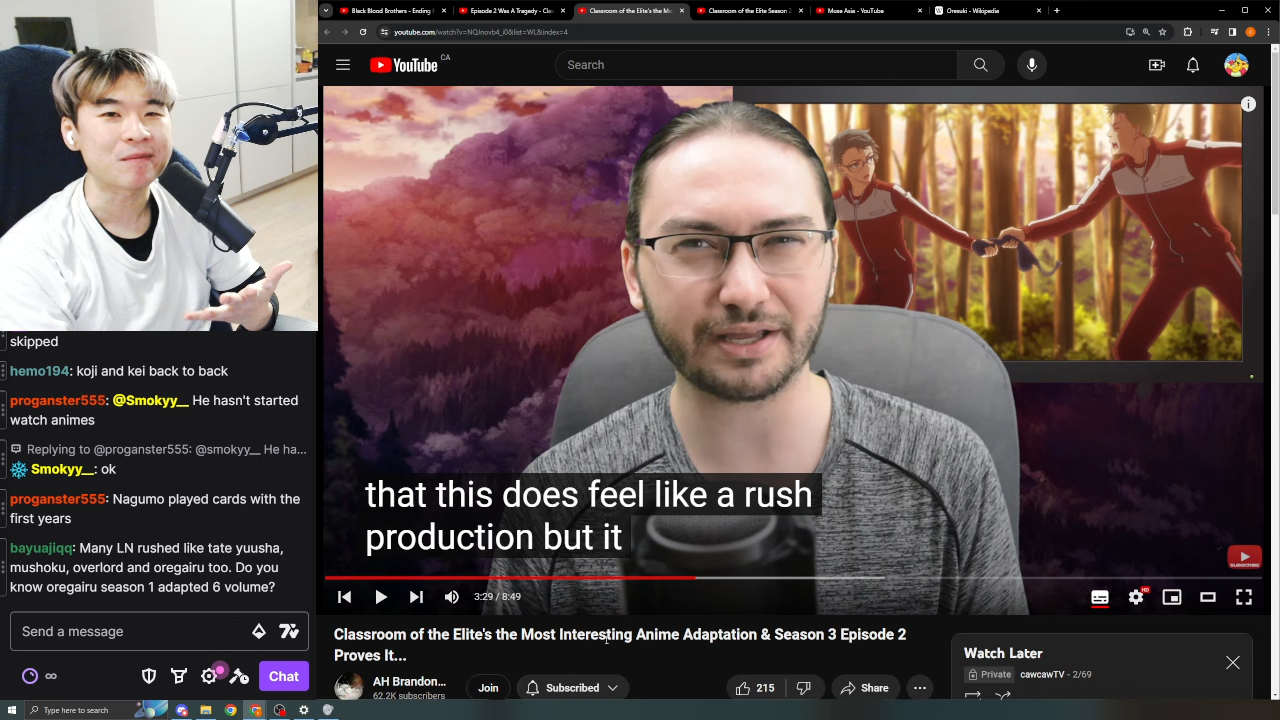 Black Blood Brothers - Ending
Episode 2 Was A Tragedy - Cla
Classroom of the Elite's the Mo
Classroom of the Elite Season 2
Muse Asia - YouTube
Oresuki - Wikipedia
youtube.com/watch?v=NQJnovb4_i0&list=WL&index=4
YouTube CA
Search
that this does feel like a rush
production but it
SUBSCRIBE
3:29 / 8:49
HD
Classroom of the Elite's the Most Interesting Anime Adaptation & Season 3 Episode 2
Proves It...
AH Brandon...
62.2K subscribers
Join
Subscribed
215
Share
Watch Later
Private
cawcawTV - 2/69
skipped
hemo194: koji and kei back to back
proganster555: @Smokyy__ He hasn't started
watch animes
Replying to @proganster555: @smokyy__ He ha...
Smokyy__: ok
proganster555: Nagumo played cards with the
first years
bayuajiqq: Many LN rushed like tate yuusha,
mushoku, overlord and oregairu too. Do you
know oregairu season 1 adapted 6 volume?
Send a message
∞
Chat
Type here to search